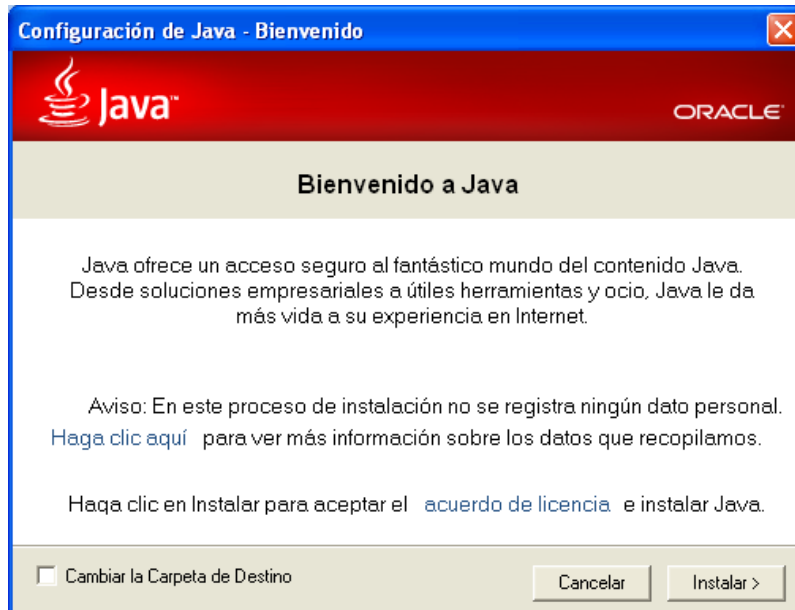 Configuración de Java - Bienvenido
Java™
ORACLE
Bienvenido a Java
Java ofrece un acceso seguro al fantástico mundo del contenido Java.
Desde soluciones empresariales a útiles herramientas y ocio, Java le da
más vida a su experiencia en Internet.
Aviso: En este proceso de instalación no se registra ningún dato personal.
Haga clic aquí para ver más información sobre los datos que recopilamos.
Haga clic en Instalar para aceptar el acuerdo de licencia e instalar Java.
Cambiar la Carpeta de Destino
Cancelar
Instalar >